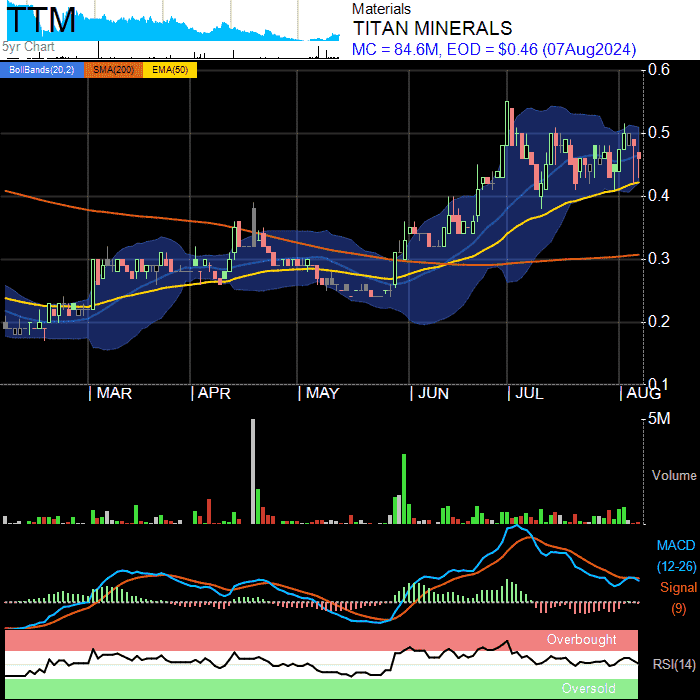 TTM
5yr Chart
Materials
TITAN MINERALS
MC = 84.6M, EOD = $0.46 (07Aug2024)
BollBands(20,2) SMA(200) EMA(50)
0.6
0.5
0.4
0.3
0.2
0.1
| MAR | APR | MAY | JUN | JUL | AUG
5M
Volume
MACD
(12-26)
Signal
(9)
Overbought
RSI(14)
Oversold